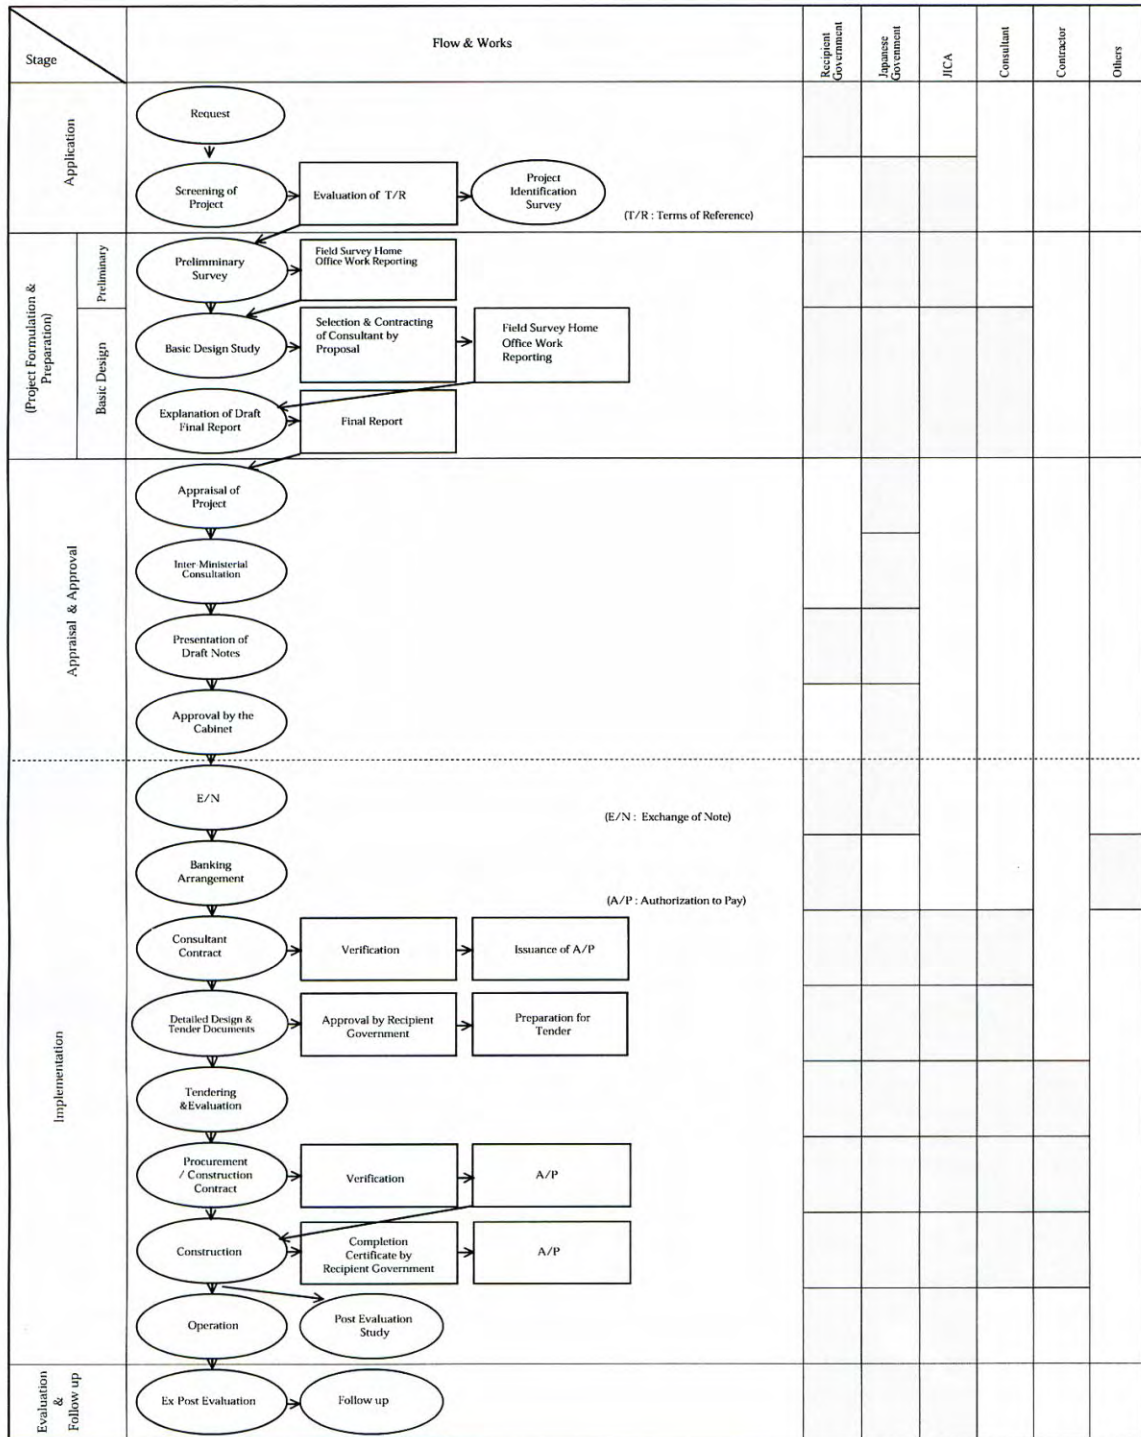 Stage
Flow & Works
Recipient
Government
Japanese
Govenment
JICA
Consultant
Contractor
Others
Application
Request
Screening of
Project
Evaluation of T/R
Project
Identification
Survey
(T/R : Terms of Reference)
(Project Formulation &
Preparation)
Preliminary
Prelimminary
Survey
Field Survey Home
Office Work Reporting
Basic Design
Basic Design Study
Selection & Contracting
of Consultant by
Proposal
Field Survey Home
Office Work
Reporting
Explanation of Draft
Final Report
Final Report
Appraisal & Approval
Appraisal of
Project
Inter Ministerial
Consultation
Presentation of
Draft Notes
Approval by the
Cabinet
Implementation
E/N
(E/N : Exchange of Note)
Banking
Arrangement
(A/P : Authorization to Pay)
Consultant
Contract
Verification
Issuance of A/P
Detailed Design &
Tender Documents
Approval by Recipient
Government
Preparation for
Tender
Tendering
&Evaluation
Procurement
/ Construction
Contract
Verification
A/P
Construction
Completion
Certificate by
Recipient Government
A/P
Operation
Post Evaluation
Study
Evaluation
&
Follow up
Ex Post Evaluation
Follow up